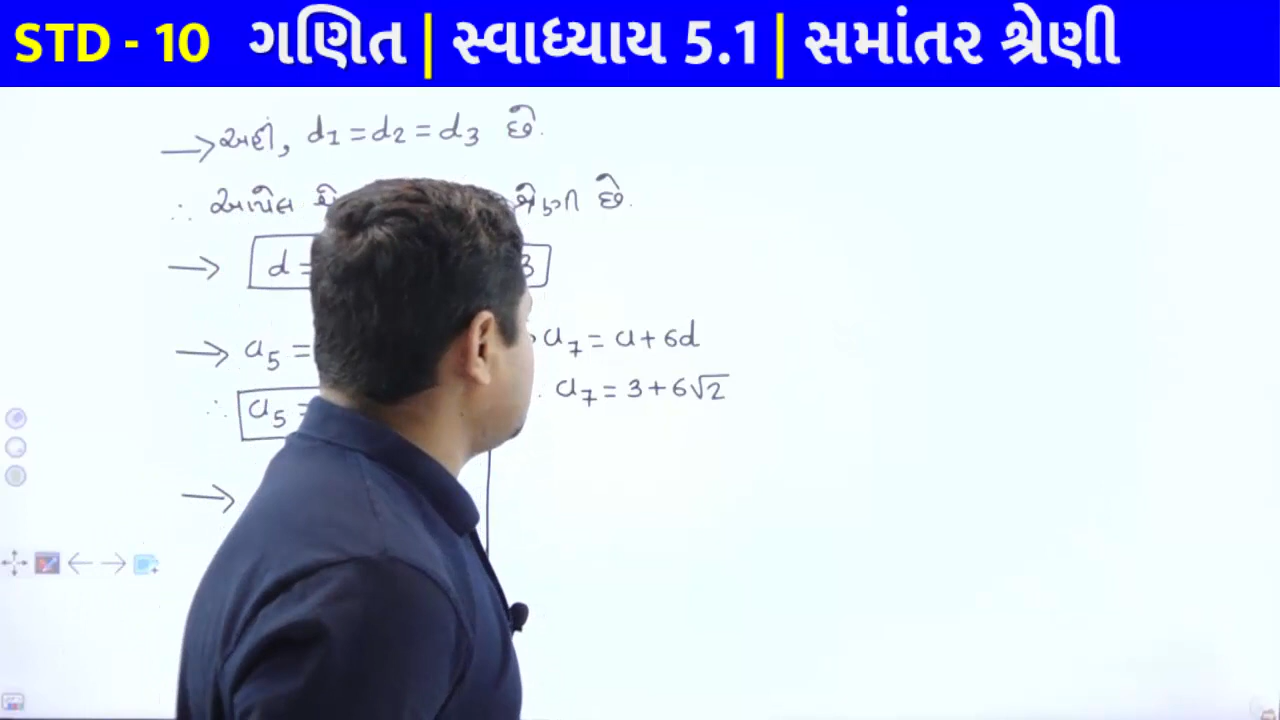 STD - 10 ગણિત | સ્વાધ્યાય 5.1 | સમાંતર શ્રેણી
→ અહીં, d₁ = d₂ = d₃ છે.
∴ આપેલ છે.
→ d = 3
→ a₅ =
a₇ = a + 6d
∴ a₅ =
a₇ = 3 + 6√2
→